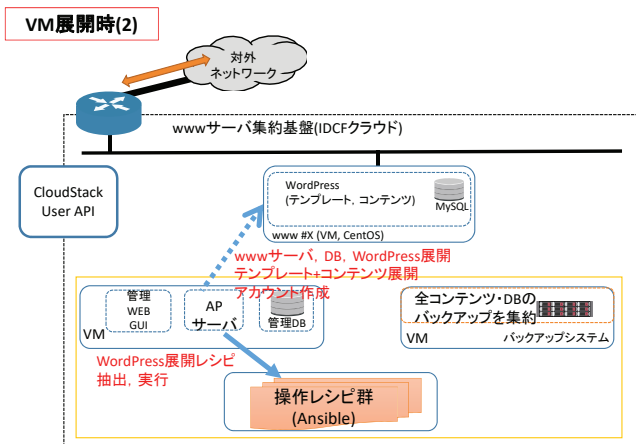 VM展開時(2)
対外
ネットワーク
wwwサーバ集約基盤(IDCFクラウド)
CloudStack
User API
WordPress
(テンプレート, コンテンツ)
MySQL
www #X (VM, CentOS)
wwwサーバ, DB, WordPress展開
テンプレート+コンテンツ展開
アカウント作成
管理
WEB
GUI
AP
サーバ
管理DB
VM
全コンテンツ・DBの
バックアップを集約
VM
バックアップシステム
WordPress展開レシピ
抽出, 実行
操作レシピ群
(Ansible)